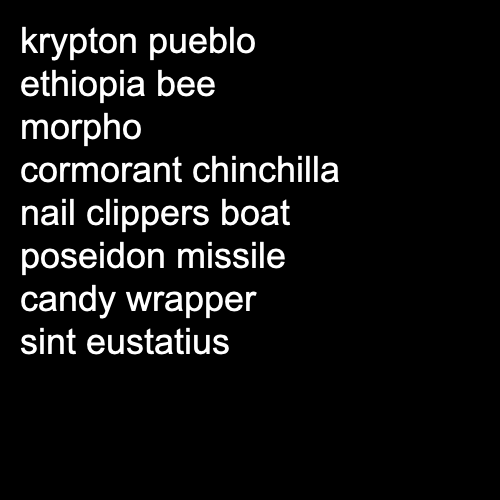 krypton pueblo
ethiopia bee
morpho
cormorant chinchilla
nail clippers boat
poseidon missile
candy wrapper
sint eustatius